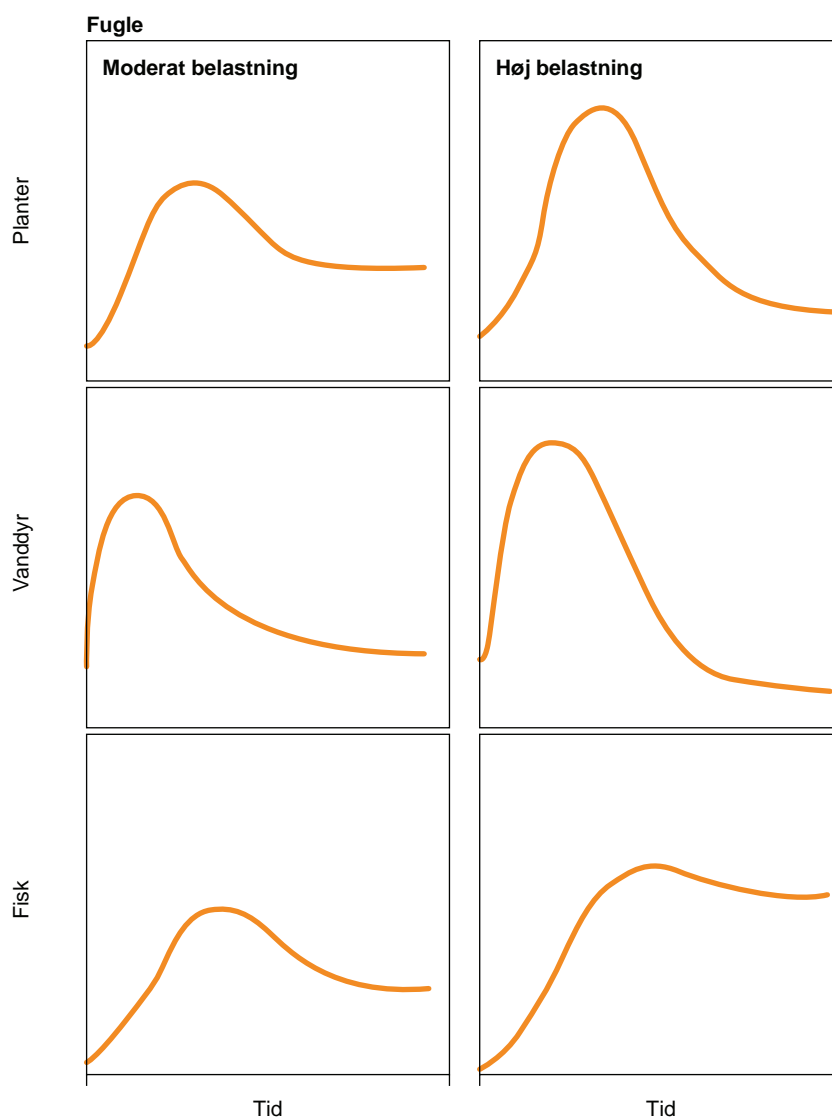 Fugle
Moderat belastning
Høj belastning
Planter
Vanddyr
Fisk
Tid
Tid